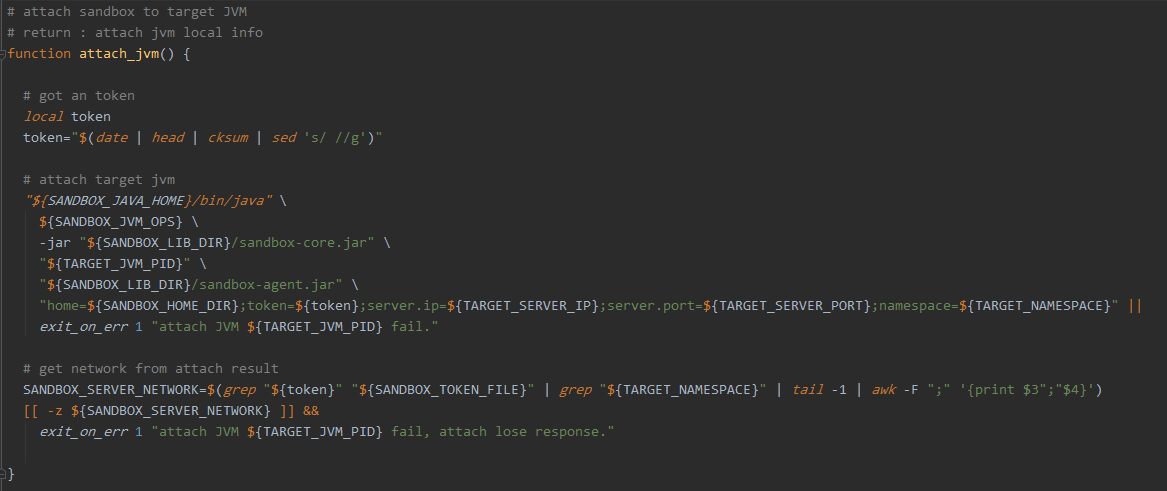 # attach sandbox to target JVM
# return : attach jvm local info
function attach_jvm() {
# got an token
local token
token="$(date | head | cksum | sed 's/ //g')"
# attach target jvm
"${SANDBOX_JAVA_HOME}/bin/java" \
${SANDBOX_JVM_OPS} \
-jar "${SANDBOX_LIB_DIR}/sandbox-core.jar" \
"${TARGET_JVM_PID}" \
"${SANDBOX_LIB_DIR}/sandbox-agent.jar" \
"home=${SANDBOX_HOME_DIR};token=${token};server.ip=${TARGET_SERVER_IP};server.port=${TARGET_SERVER_PORT};namespace=${TARGET_NAMESPACE}" ||
exit_on_err 1 "attach JVM ${TARGET_JVM_PID} fail."
# get network from attach result
SANDBOX_SERVER_NETWORK=$(grep "${token}" "${SANDBOX_TOKEN_FILE}" | grep "${TARGET_NAMESPACE}" | tail -1 | awk -F ";" '{print $3";"$4}')
[[ -z ${SANDBOX_SERVER_NETWORK} ]] &&
exit_on_err 1 "attach JVM ${TARGET_JVM_PID} fail, attach lose response."
}